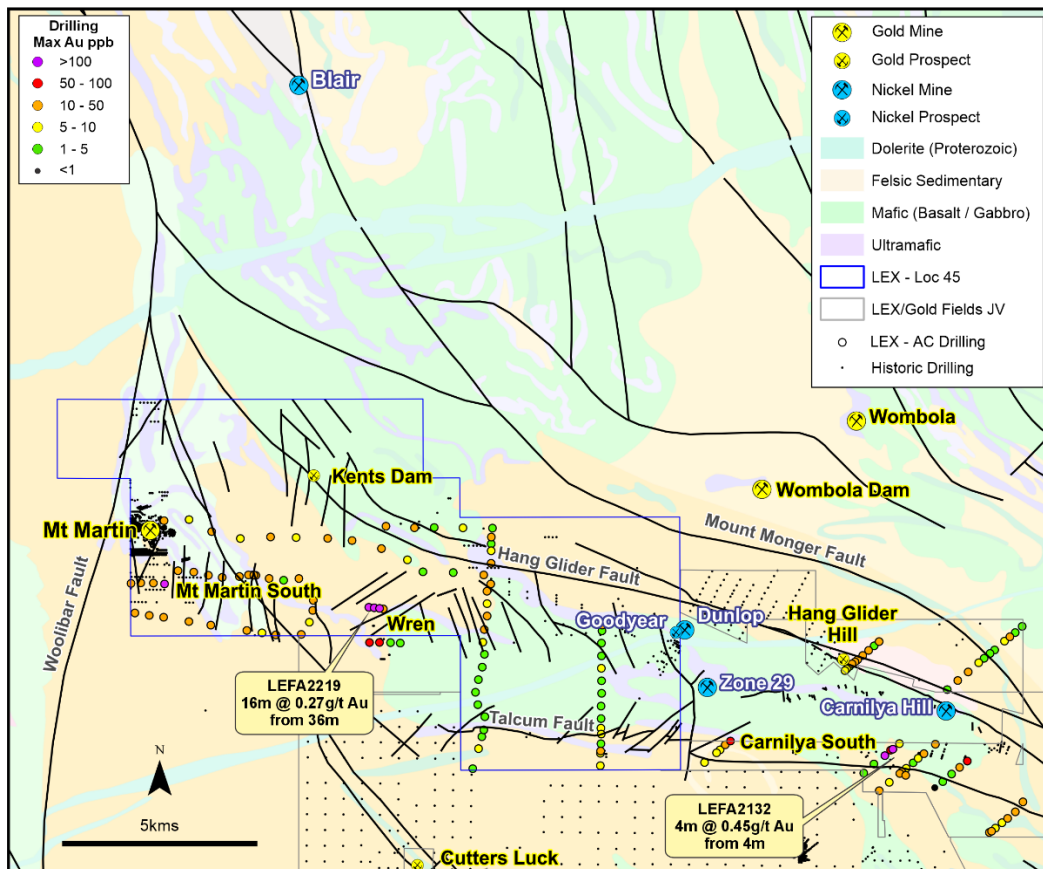 Drilling
Max Au ppb
>100
50 - 100
10 - 50
5 - 10
1 - 5
<1
Gold Mine
Gold Prospect
Nickel Mine
Nickel Prospect
Dolerite (Proterozoic)
Felsic Sedimentary
Mafic (Basalt / Gabbro)
Ultramafic
LEX - Loc 45
LEX/Gold Fields JV
LEX - AC Drilling
Historic Drilling
Blair
Wombola
Kents Dam
Wombola Dam
Mt Martin
Mount Monger Fault
Hang Glider Fault
Mt Martin South
Woolibar Fault
Wren
Goodyear
Dunlop
Hang Glider
Hill
LEFA2219
16m @ 0.27g/t Au
from 36m
Zone 29
Carnilya Hill
Talcum Fault
Carnilya South
N
5kms
LEFA2132
4m @ 0.45g/t Au
from 4m
Cutters Luck